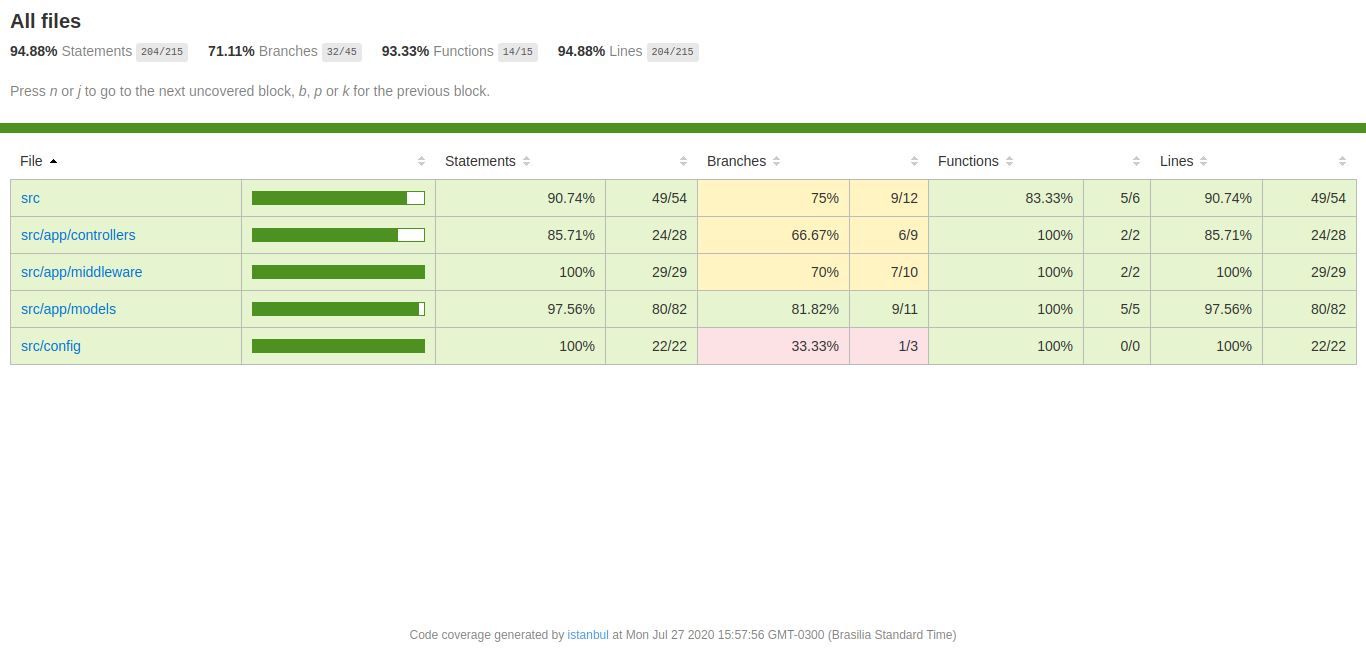 All files
94.88% Statements 204/215 71.11% Branches 32/45 93.33% Functions 14/15 94.88% Lines 204/215
Press n or j to go to the next uncovered block, b, p or k for the previous block.
File Statements Branches Functions Lines
src 90.74% 49/54 75% 9/12 83.33% 5/6 90.74% 49/54
src/app/controllers 85.71% 24/28 66.67% 6/9 100% 2/2 85.71% 24/28
src/app/middleware 100% 29/29 70% 7/10 100% 2/2 100% 29/29
src/app/models 97.56% 80/82 81.82% 9/11 100% 5/5 97.56% 80/82
src/config 100% 22/22 33.33% 1/3 100% 0/0 100% 22/22
Code coverage generated by istanbul at Mon Jul 27 2020 15:57:56 GMT-0300 (Brasilia Standard Time)